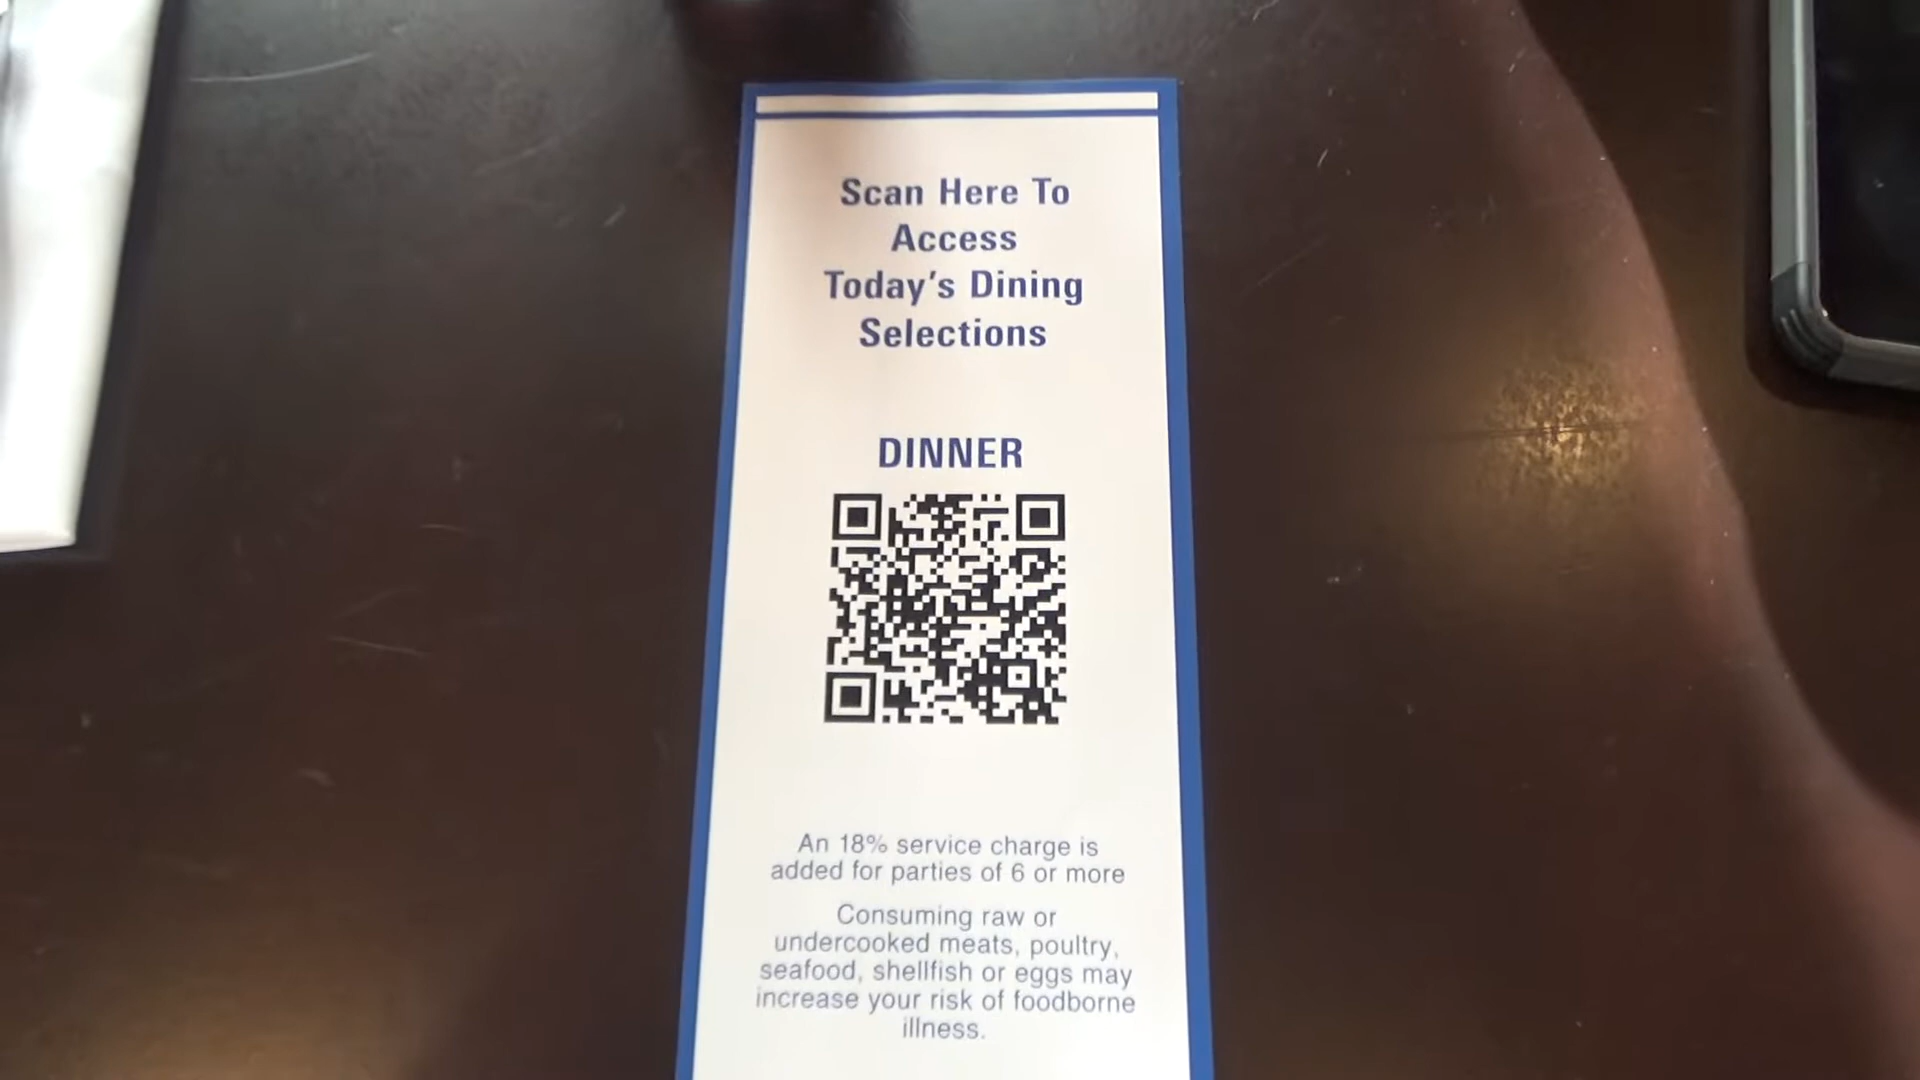 Scan Here To
Access
Today's Dining
Selections
DINNER
An 18% service charge is
added for parties of 6 or more
Consuming raw or
undercooked meats, poultry,
seafood, shellfish or eggs may
increase your risk of foodborne
illness.